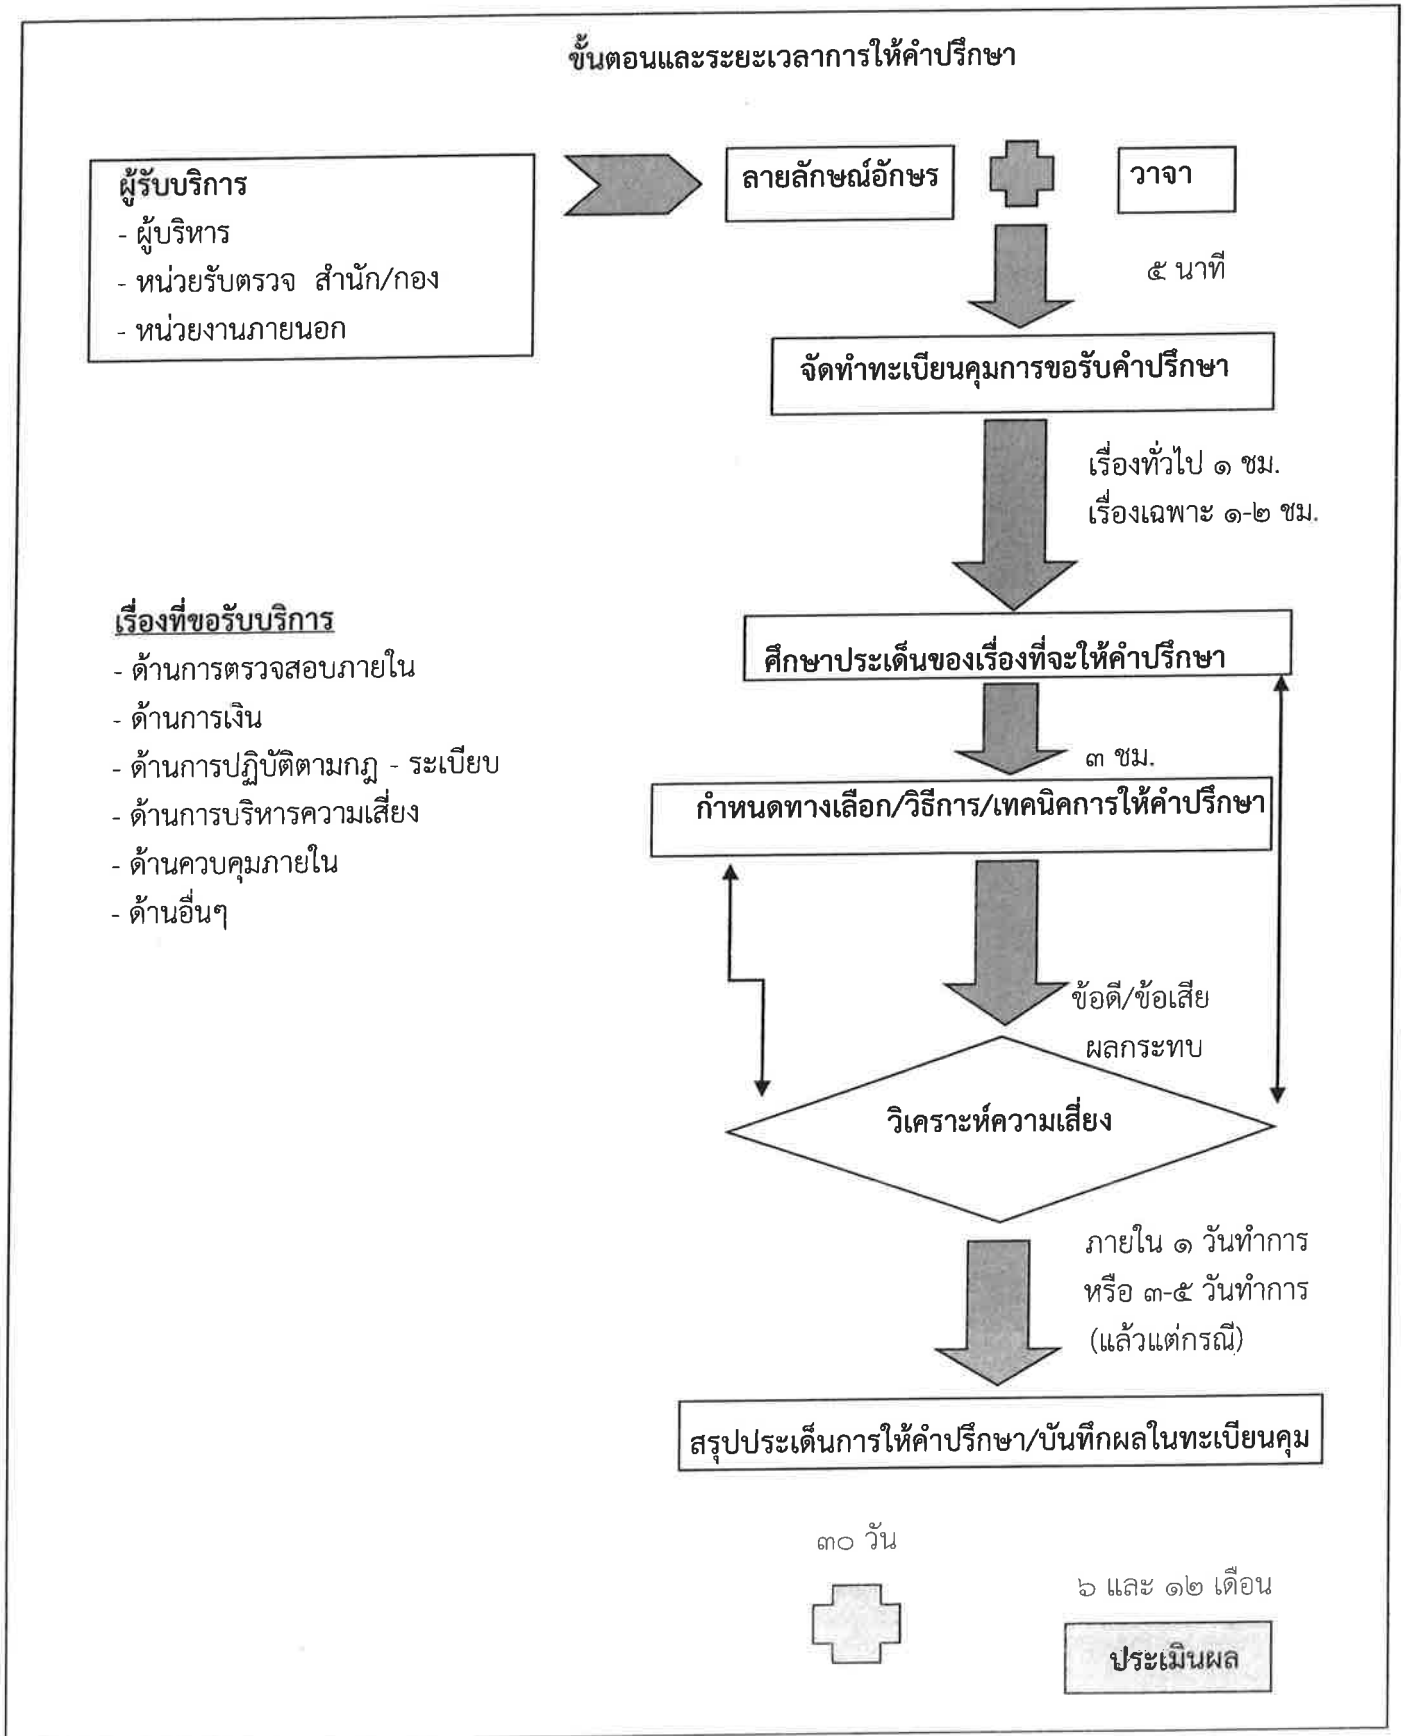 ขั้นตอนและระยะเวลาการให้คำปรึกษา
ผู้รับบริการ
- ผู้บริหาร
- หน่วยรับตรวจ สำนัก/กอง
- หน่วยงานภายนอก
ลายลักษณ์อักษร
วาจา
๕ นาที
จัดทำทะเบียนคุมการขอรับคำปรึกษา
เรื่องทั่วไป ๑ ชม.
เรื่องเฉพาะ ๑-๒ ชม.
เรื่องที่ขอรับบริการ
- ด้านการตรวจสอบภายใน
- ด้านการเงิน
- ด้านการปฏิบัติตามกฎ - ระเบียบ
- ด้านการบริหารความเสี่ยง
- ด้านควบคุมภายใน
- ด้านอื่นๆ
ศึกษาประเด็นของเรื่องที่จะให้คำปรึกษา
๓ ชม.
กำหนดทางเลือก/วิธีการ/เทคนิคการให้คำปรึกษา
ข้อดี/ข้อเสีย
ผลกระทบ
วิเคราะห์ความเสี่ยง
ภายใน ๑ วันทำการ
หรือ ๓-๕ วันทำการ
(แล้วแต่กรณี)
สรุปประเด็นการให้คำปรึกษา/บันทึกผลในทะเบียนคุม
๓๐ วัน
๖ และ ๑๒ เดือน
ประเมินผล